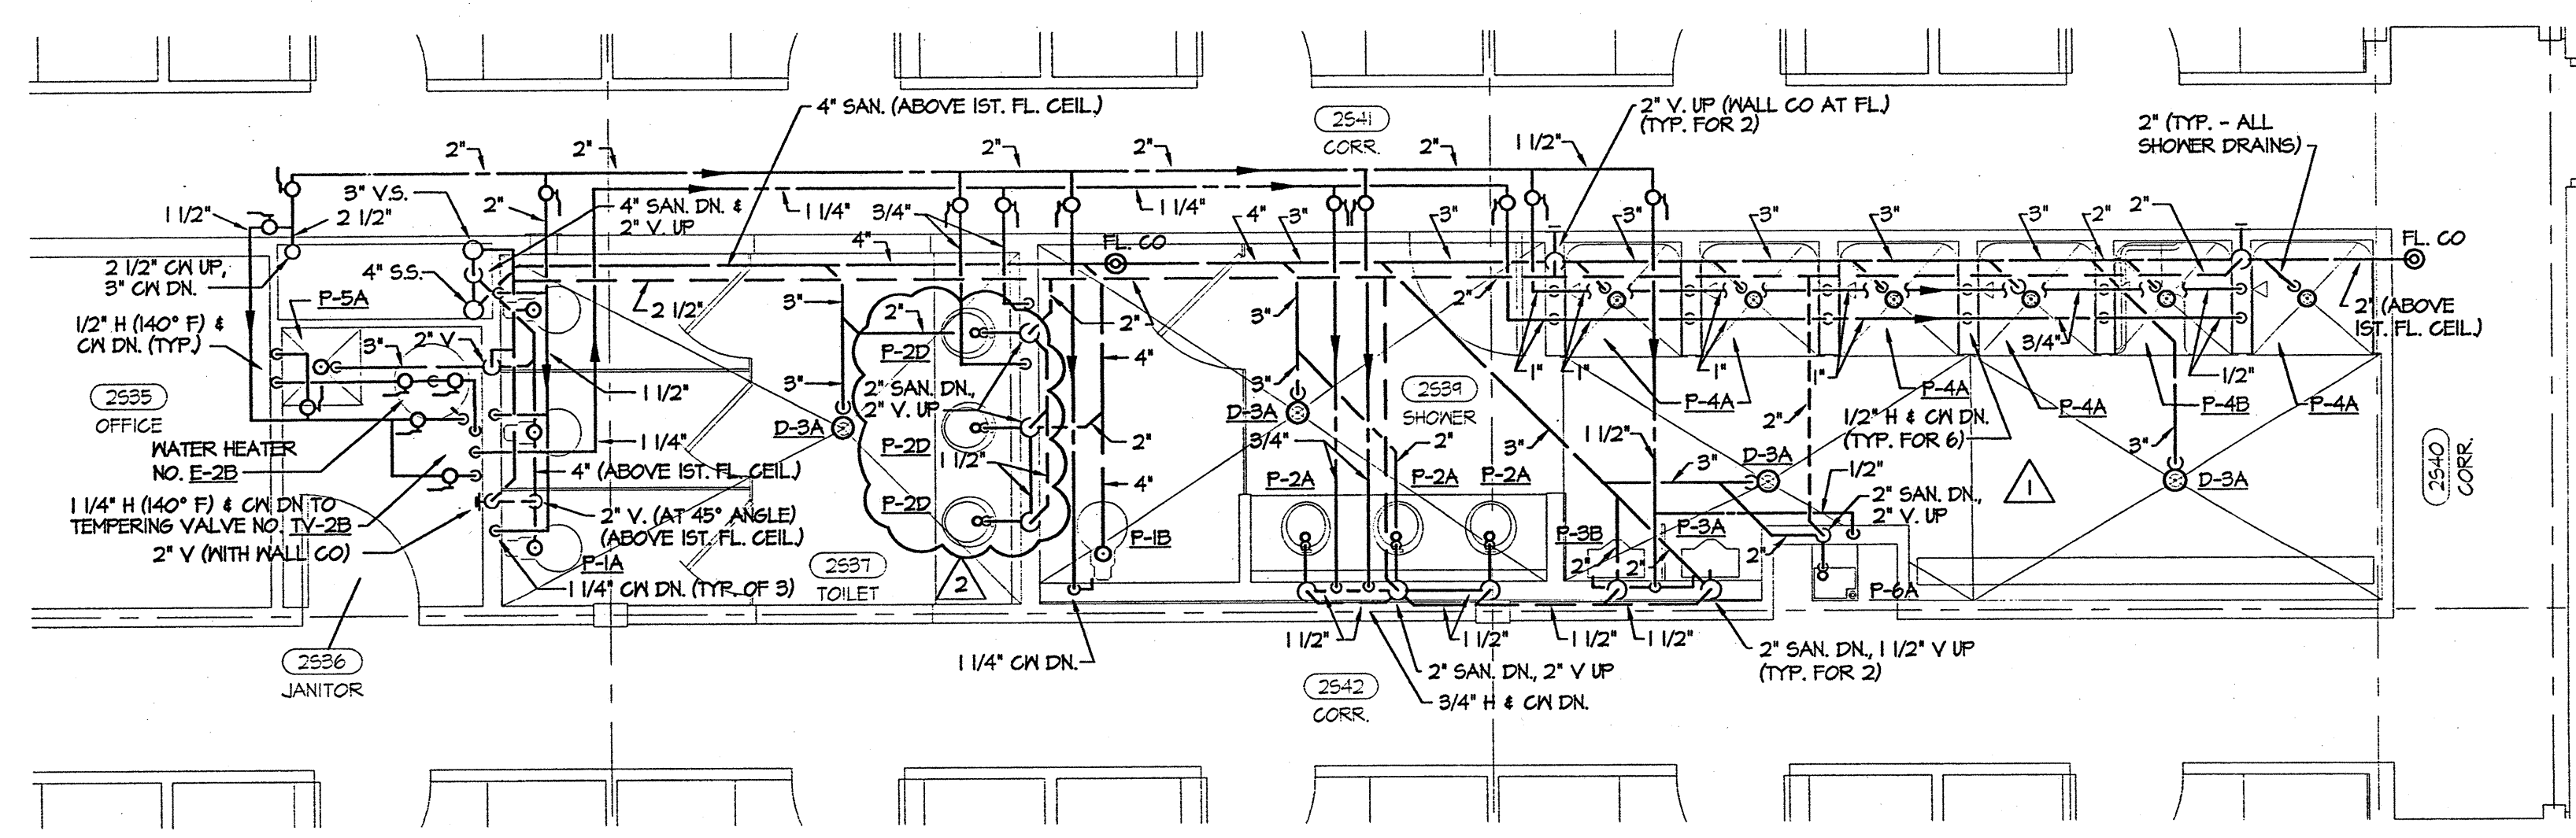 4" SAN. (ABOVE 1ST. FL. CEIL.)
2S41
CORR.
2" V. UP (WALL CO AT FL.)
(TYP. FOR 2)
2" (TYP. - ALL
SHOWER DRAINS)
2"
2"
2"
2"
2"
1 1/2"
3" V.S.
1 1/2"
2 1/2"
2"
4" SAN. DN. &
2" V. UP
1 1/4"
3/4"
1 1/4"
4"
FL. CO
4"
3"
3"
3"
3"
3"
3"
2"
2"
FL. CO
2 1/2" CW UP,
3" CW DN.
4" S.S.
P-5A
1/2" H (140° F) &
CW DN. (TYP.)
2" V.
3"
2 1/2"
3"
2"
2"
3"
2"
2" (ABOVE
1ST. FL. CEIL.)
2S35
OFFICE
P-2D
4"
1 1/2"
3"
2" SAN. DN.,
2" V. UP
3"
2S39
SHOWER
1"
1"
1"
1"
3/4"
1/2"
P-4A
P-4A
P-4A
P-4A
P-4B
P-4A
D-3A
D-3A
WATER HEATER
NO. E-2B
1 1/4"
P-2D
2"
3/4"
2"
3"
1 1/2"
2"
1/2" H & CW DN.
(TYP. FOR 6)
3"
2S40
CORR.
4" (ABOVE 1ST. FL. CEIL.)
1 1/2"
4"
P-2A
P-2A
P-2A
3"
D-3A
1/2"
1
D-3A
1 1/4" H (140° F) & CW DN TO
TEMPERING VALVE NO. TV-2B
P-2D
2" V. (AT 45° ANGLE)
(ABOVE 1ST. FL. CEIL.)
2" SAN. DN.,
2" V. UP
2" V (WITH WALL CO)
P-1A
P-1B
P-3B
P-3A
2"
2"
2"
2S37
TOILET
2
1 1/4" CW DN. (TYP. OF 3)
P-6A
2S36
JANITOR
1 1/4" CW DN.
1 1/2"
1 1/2"
1 1/2"
1 1/2"
2" SAN. DN., 2" V UP
2" SAN. DN., 1 1/2" V UP
(TYP. FOR 2)
2S42
CORR.
3/4" H & CW DN.